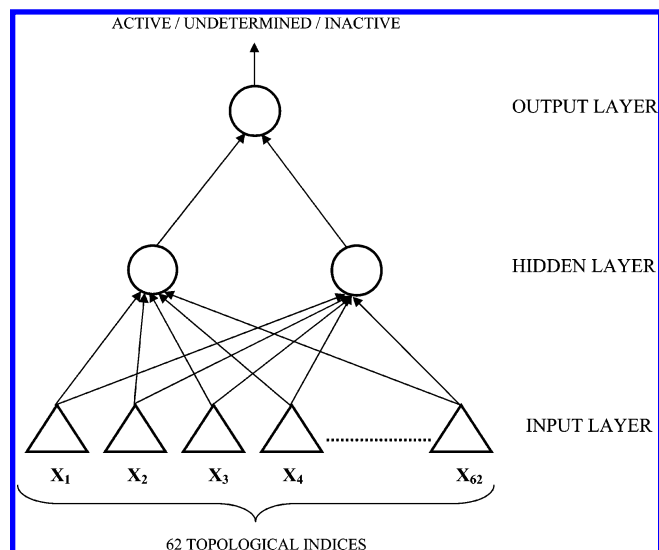 ACTIVE / UNDETERMINED / INACTIVE
OUTPUT LAYER
HIDDEN LAYER
INPUT LAYER
X1 X2 X3 X4 X62
62 TOPOLOGICAL INDICES